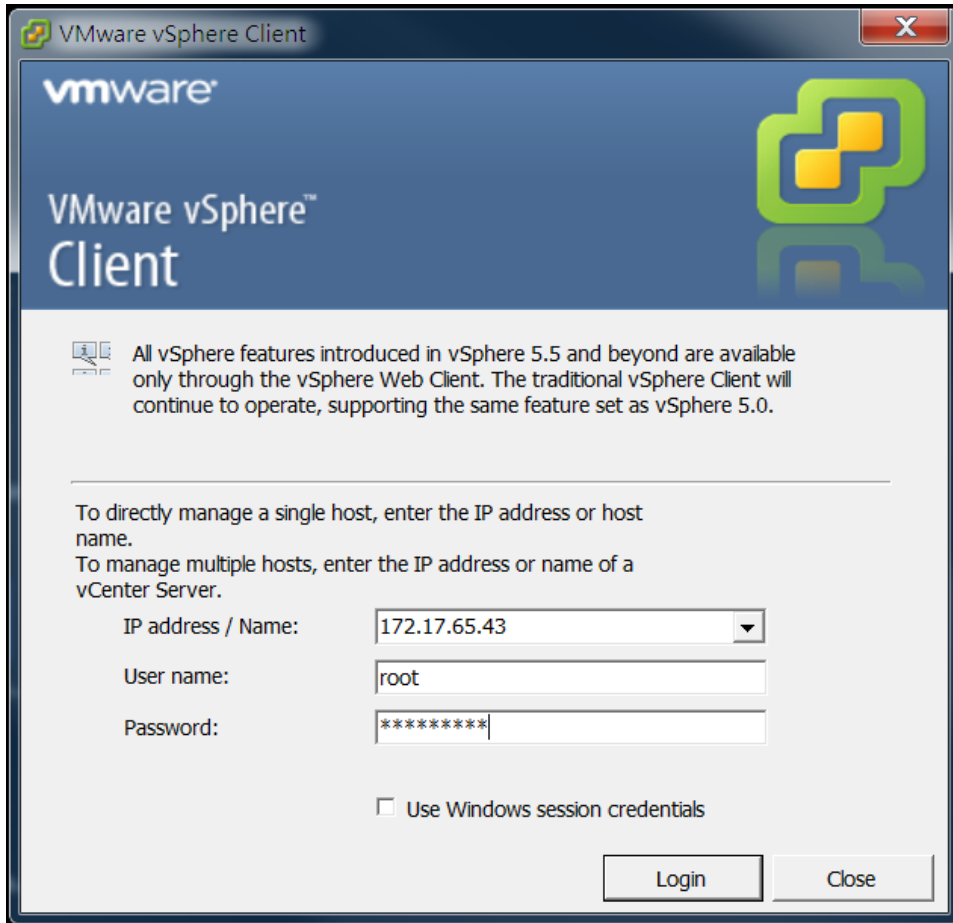 VMware vSphere Client
X
vmware®
VMware vSphere™
Client
All vSphere features introduced in vSphere 5.5 and beyond are available
only through the vSphere Web Client. The traditional vSphere Client will
continue to operate, supporting the same feature set as vSphere 5.0.
To directly manage a single host, enter the IP address or host
name.
To manage multiple hosts, enter the IP address or name of a
vCenter Server.
IP address / Name: 172.17.65.43
User name: root
Password: *********
Use Windows session credentials
Login Close